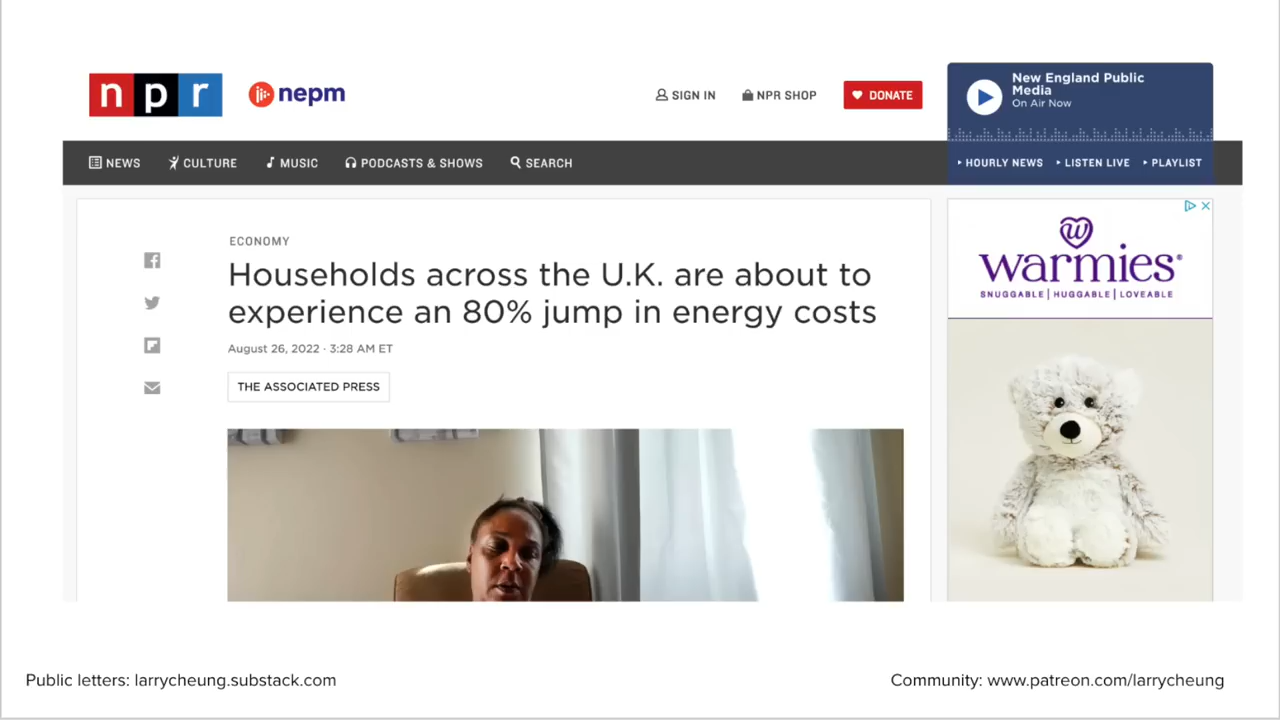 npr
nepm
SIGN IN
NPR SHOP
DONATE
New England Public
Media
On Air Now
NEWS
CULTURE
MUSIC
PODCASTS & SHOWS
SEARCH
HOURLY NEWS
LISTEN LIVE
PLAYLIST
ECONOMY
Households across the U.K. are about to
experience an 80% jump in energy costs
August 26, 2022 · 3:28 AM ET
THE ASSOCIATED PRESS
w
warmies®
SNUGGABLE | HUGGABLE | LOVEABLE
Public letters: larrycheung.substack.com
Community: www.patreon.com/larrycheung